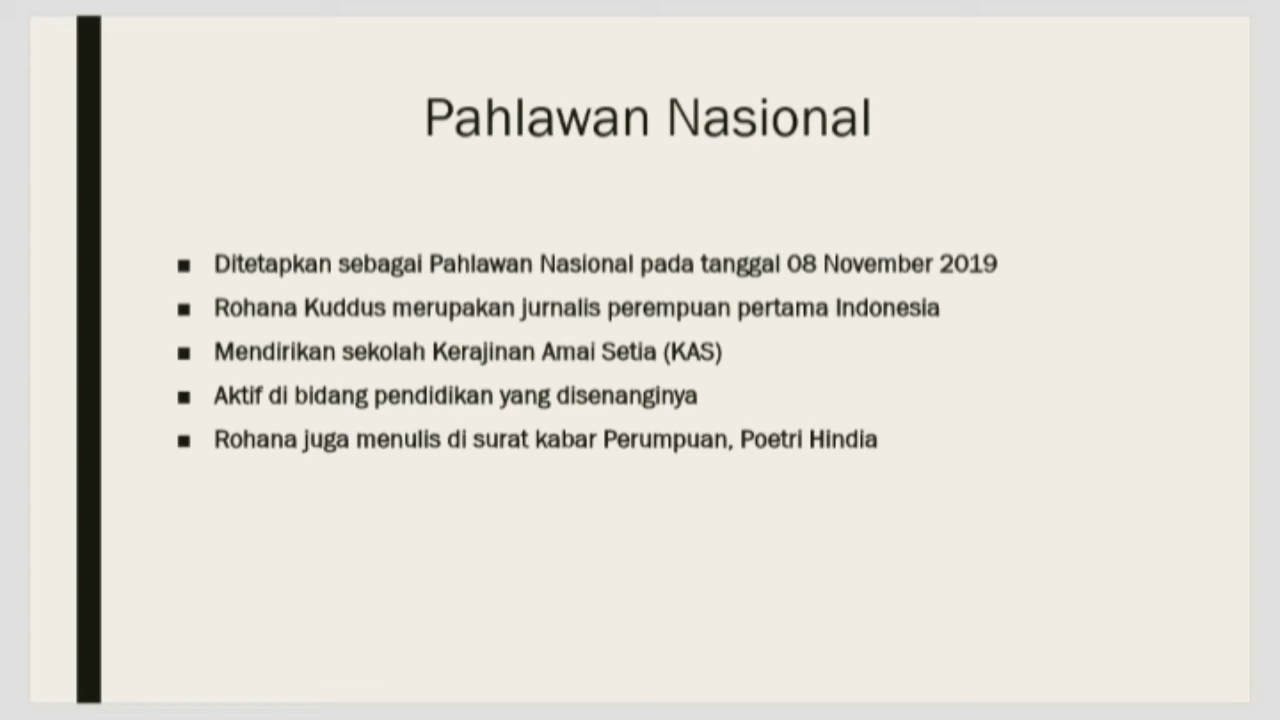 Pahlawan Nasional
▪ Ditetapkan sebagai Pahlawan Nasional pada tanggal 08 November 2019
▪ Rohana Kuddus merupakan jurnalis perempuan pertama Indonesia
▪ Mendirikan sekolah Kerajinan Amai Setia (KAS)
▪ Aktif di bidang pendidikan yang disenanginya
▪ Rohana juga menulis di surat kabar Perumpuan, Poetri Hindia